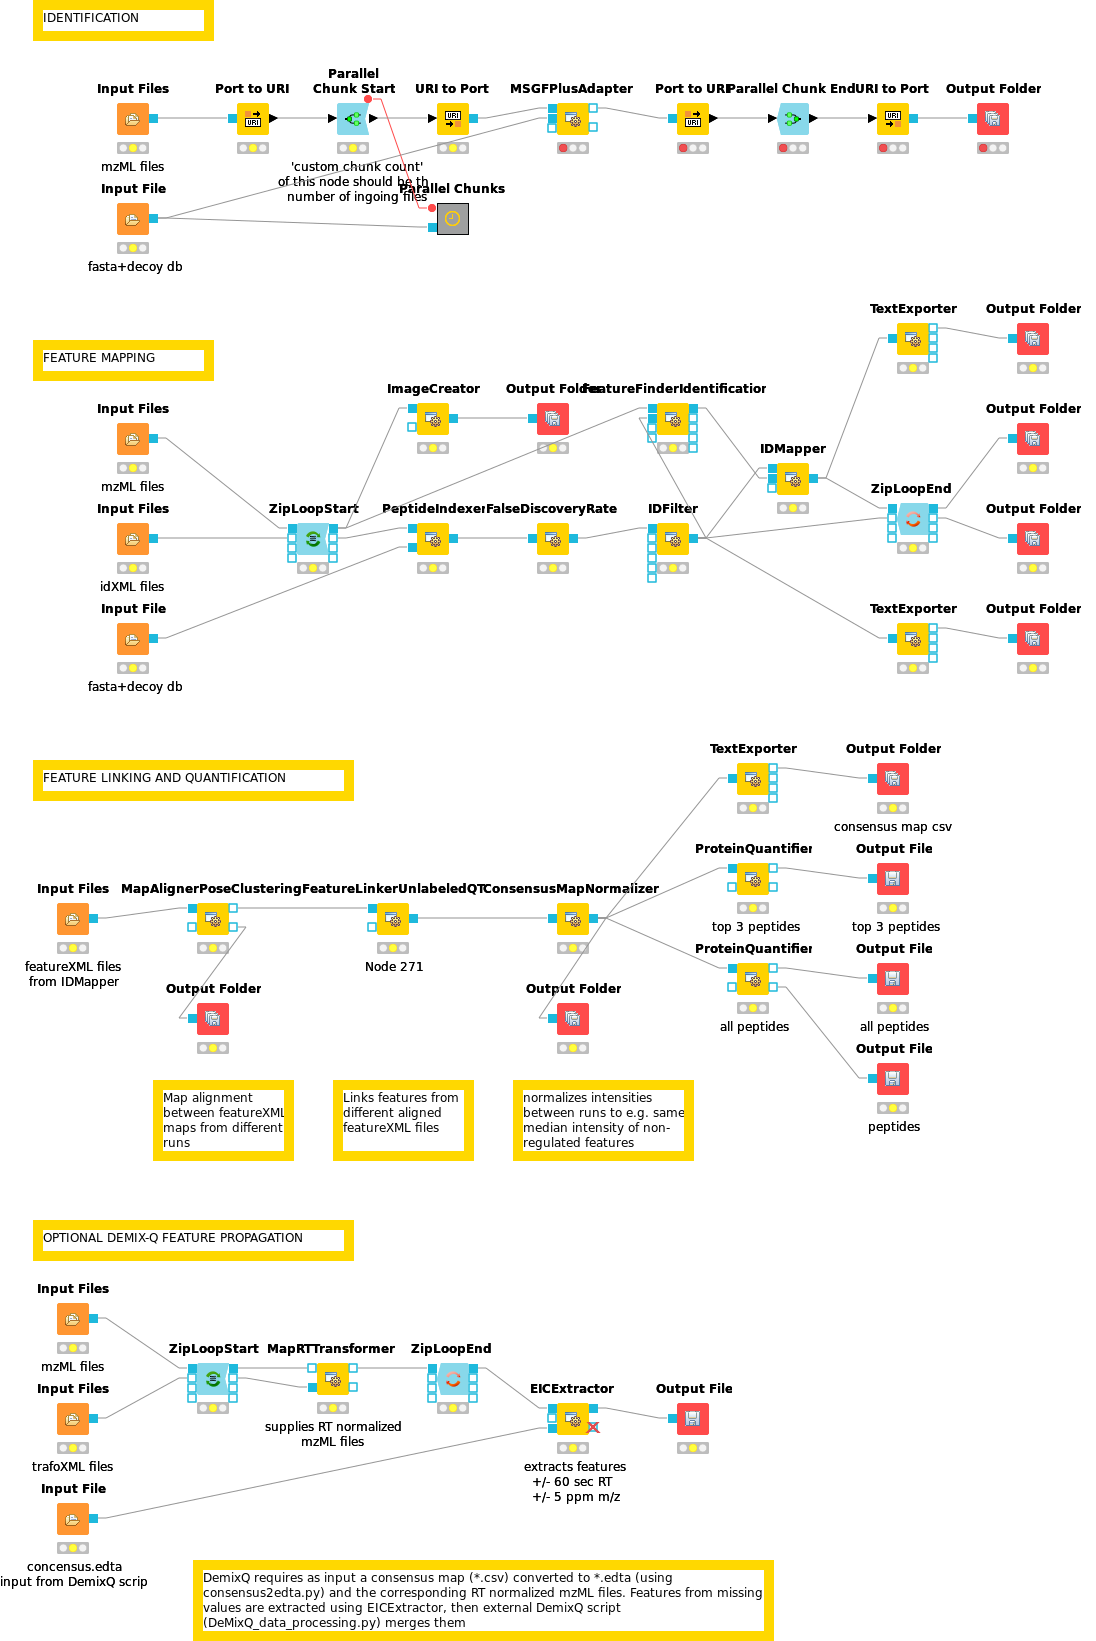 IDENTIFICATION
Parallel
Input Files
Port to URI
Chunk Start
URI to Port
MSGFPlusAdapter
Port to URI
Parallel Chunk End
URI to Port
Output Folder
mzML files
'custom chunk count'
of this node should be th
number of ingoing files
Input File
Parallel Chunks
fasta+decoy db
TextExporter
Output Folder
FEATURE MAPPING
ImageCreator
Output Folder
FeatureFinderIdentification
Input Files
Output Folder
mzML files
IDMapper
ZipLoopEnd
Input Files
ZipLoopStart
PeptideIndexer
FalseDiscoveryRate
IDFilter
Output Folder
idXML files
Input File
TextExporter
Output Folder
fasta+decoy db
TextExporter
Output Folder
FEATURE LINKING AND QUANTIFICATION
consensus map csv
ProteinQuantifier
Output File
Input Files
MapAlignerPoseClustering
FeatureLinkerUnlabeledQT
ConsensusMapNormalizer
top 3 peptides
top 3 peptides
featureXML files
from IDMapper
Node 271
ProteinQuantifier
Output File
Output Folder
Output Folder
all peptides
all peptides
Output File
peptides
Map alignment
between featureXML
maps from different
runs
Links features from
different aligned
featureXML files
normalizes intensities
between runs to e.g. same
median intensity of non-
regulated features
OPTIONAL DEMIX-Q FEATURE PROPAGATION
Input Files
mzML files
ZipLoopStart
MapRTTransformer
ZipLoopEnd
Input Files
EICExtractor
Output File
supplies RT normalized
mzML files
trafoXML files
extracts features
+/- 60 sec RT
+/- 5 ppm m/z
Input File
concensus.edta
input from DemixQ scrip
DemixQ requires as input a consensus map (*.csv) converted to *.edta (using
consensus2edta.py) and the corresponding RT normalized mzML files. Features from missing
values are extracted using EICExtractor, then external DemixQ script
(DeMixQ_data_processing.py) merges them